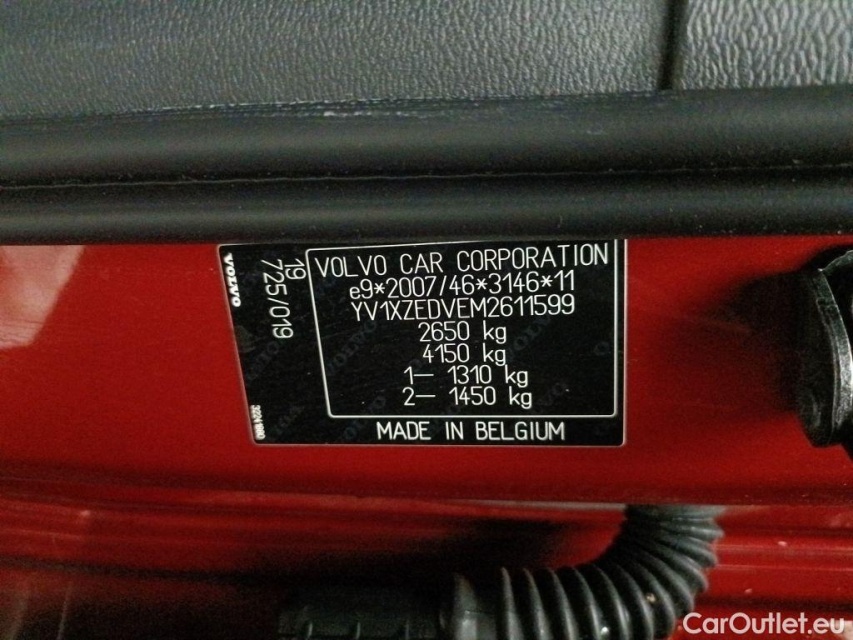 VOLVO
19
725/019
VOLVO CAR CORPORATION
e9*2007/46*3146*11
YV1XZEDVEM2611599
2650 kg
4150 kg
1— 1310 kg
2— 1450 kg
MADE IN BELGIUM
CarOutlet.eu